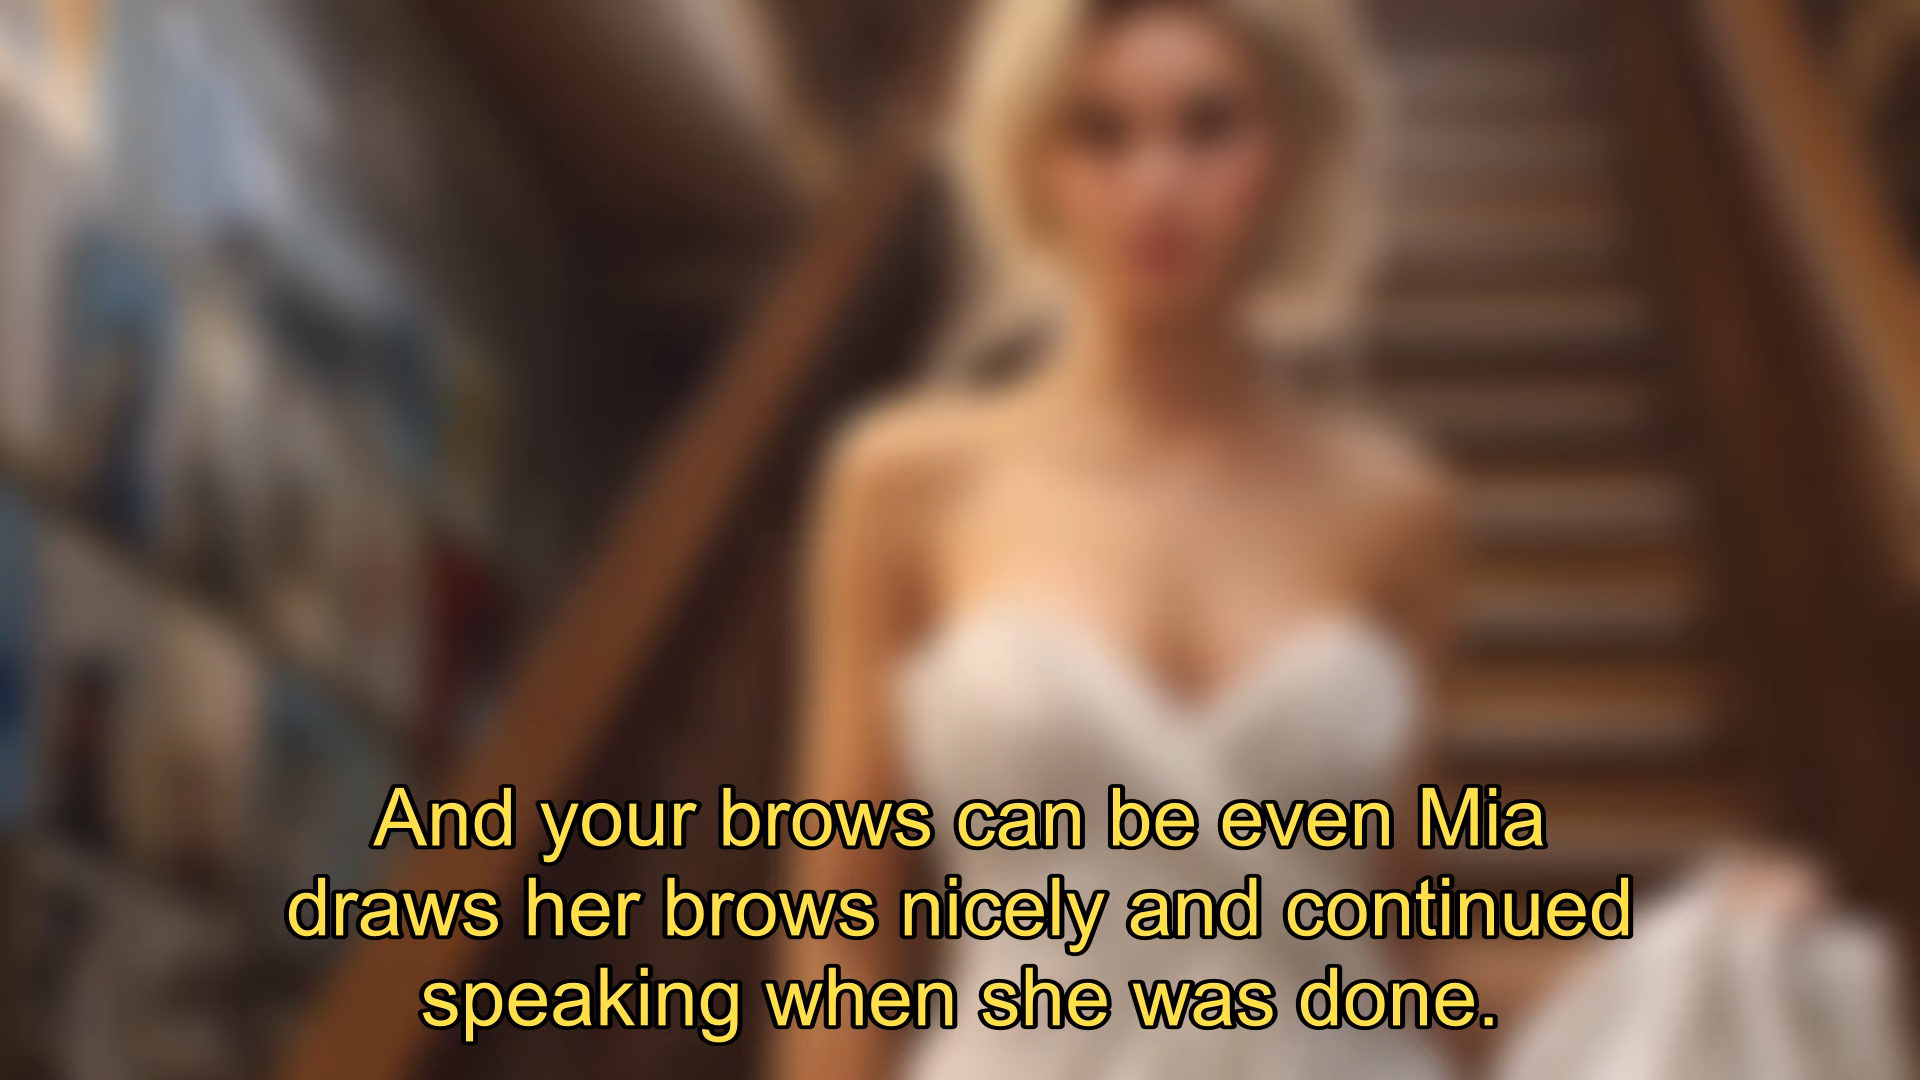 And your brows can be even Mia
draws her brows nicely and continued
speaking when she was done.